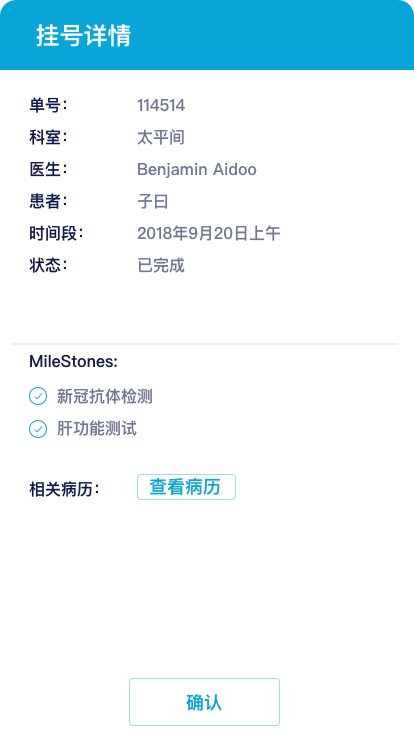 挂号详情
单号： 114514
科室： 太平间
医生： Benjamin Aidoo
患者： 子曰
时间段： 2018年9月20日上午
状态： 已完成
MileStones:
新冠抗体检测
肝功能测试
相关病历： 查看病历
确认